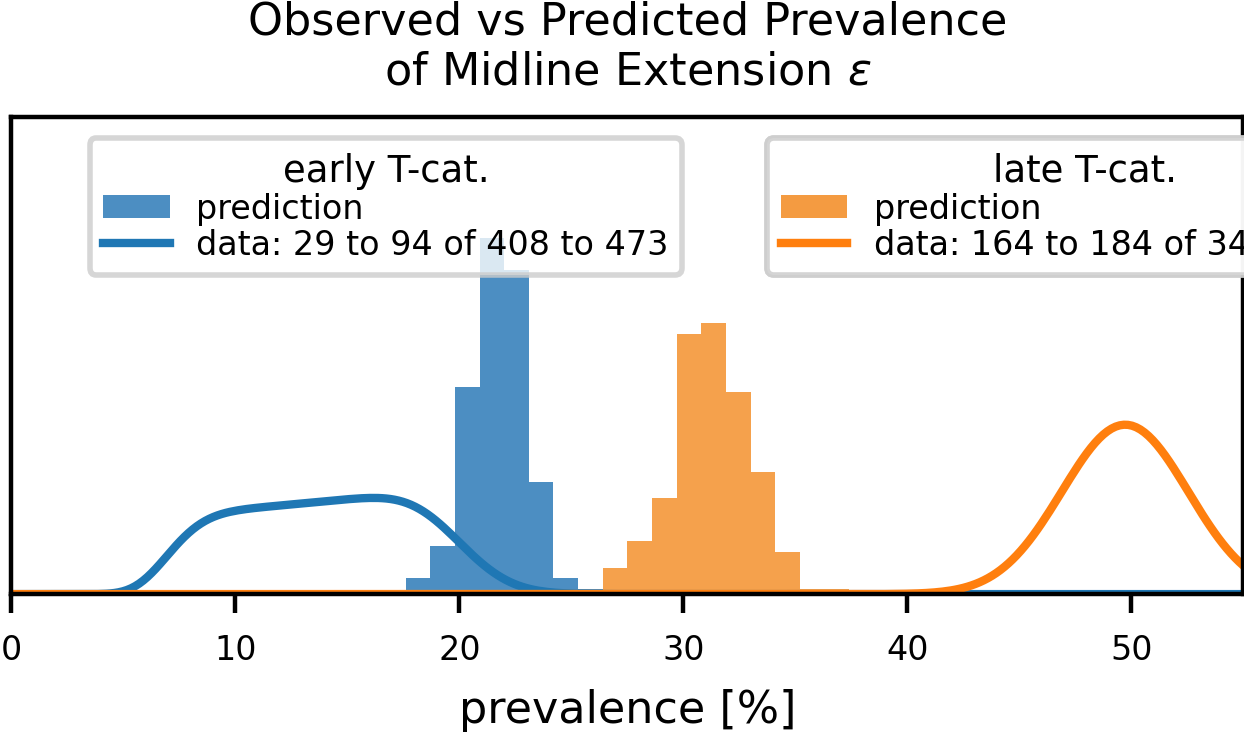 Observed vs Predicted Prevalence
of Midline Extension ε
early T-cat.
prediction
data: 29 to 94 of 408 to 473
late T-cat.
prediction
data: 164 to 184 of 34
0 10 20 30 40 50
prevalence [%]